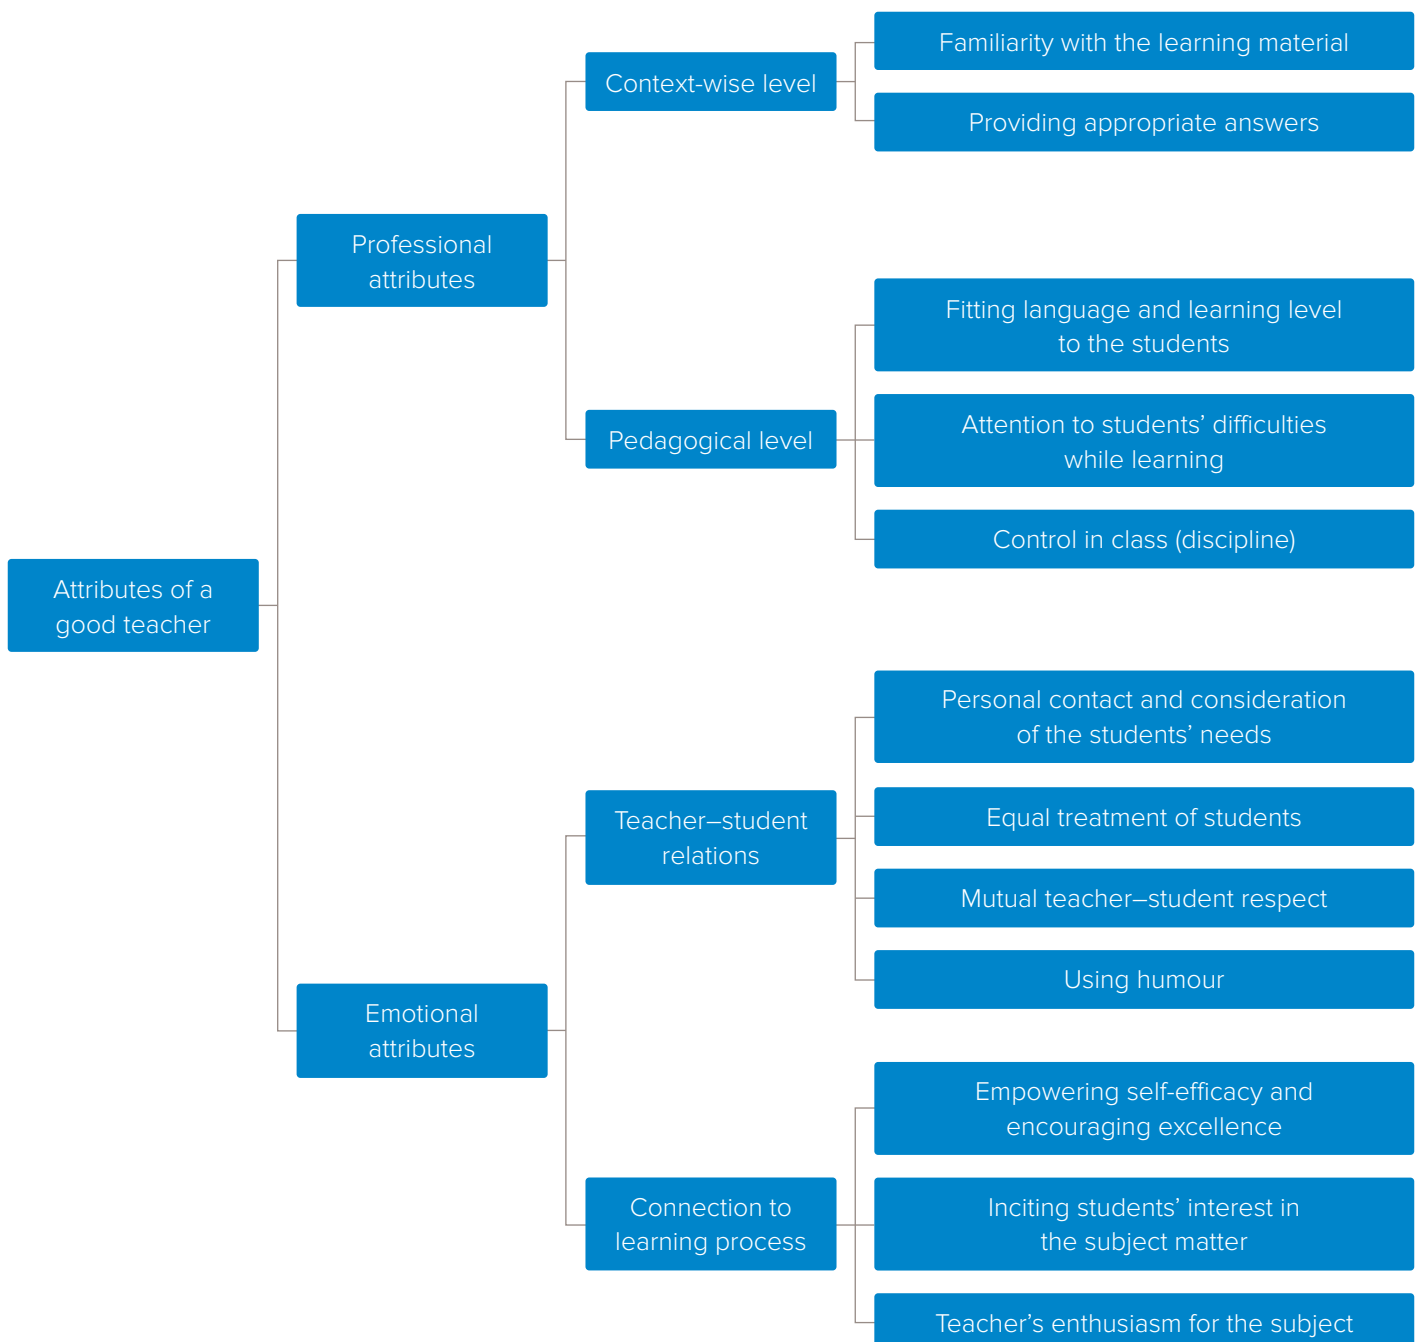 Attributes of a
good teacher
Professional
attributes
Context-wise level
Familiarity with the learning material
Providing appropriate answers
Pedagogical level
Fitting language and learning level
to the students
Attention to students’ difficulties
while learning
Control in class (discipline)
Emotional
attributes
Teacher–student
relations
Personal contact and consideration
of the students’ needs
Equal treatment of students
Mutual teacher–student respect
Using humour
Connection to
learning process
Empowering self-efficacy and
encouraging excellence
Inciting students’ interest in
the subject matter
Teacher’s enthusiasm for the subject